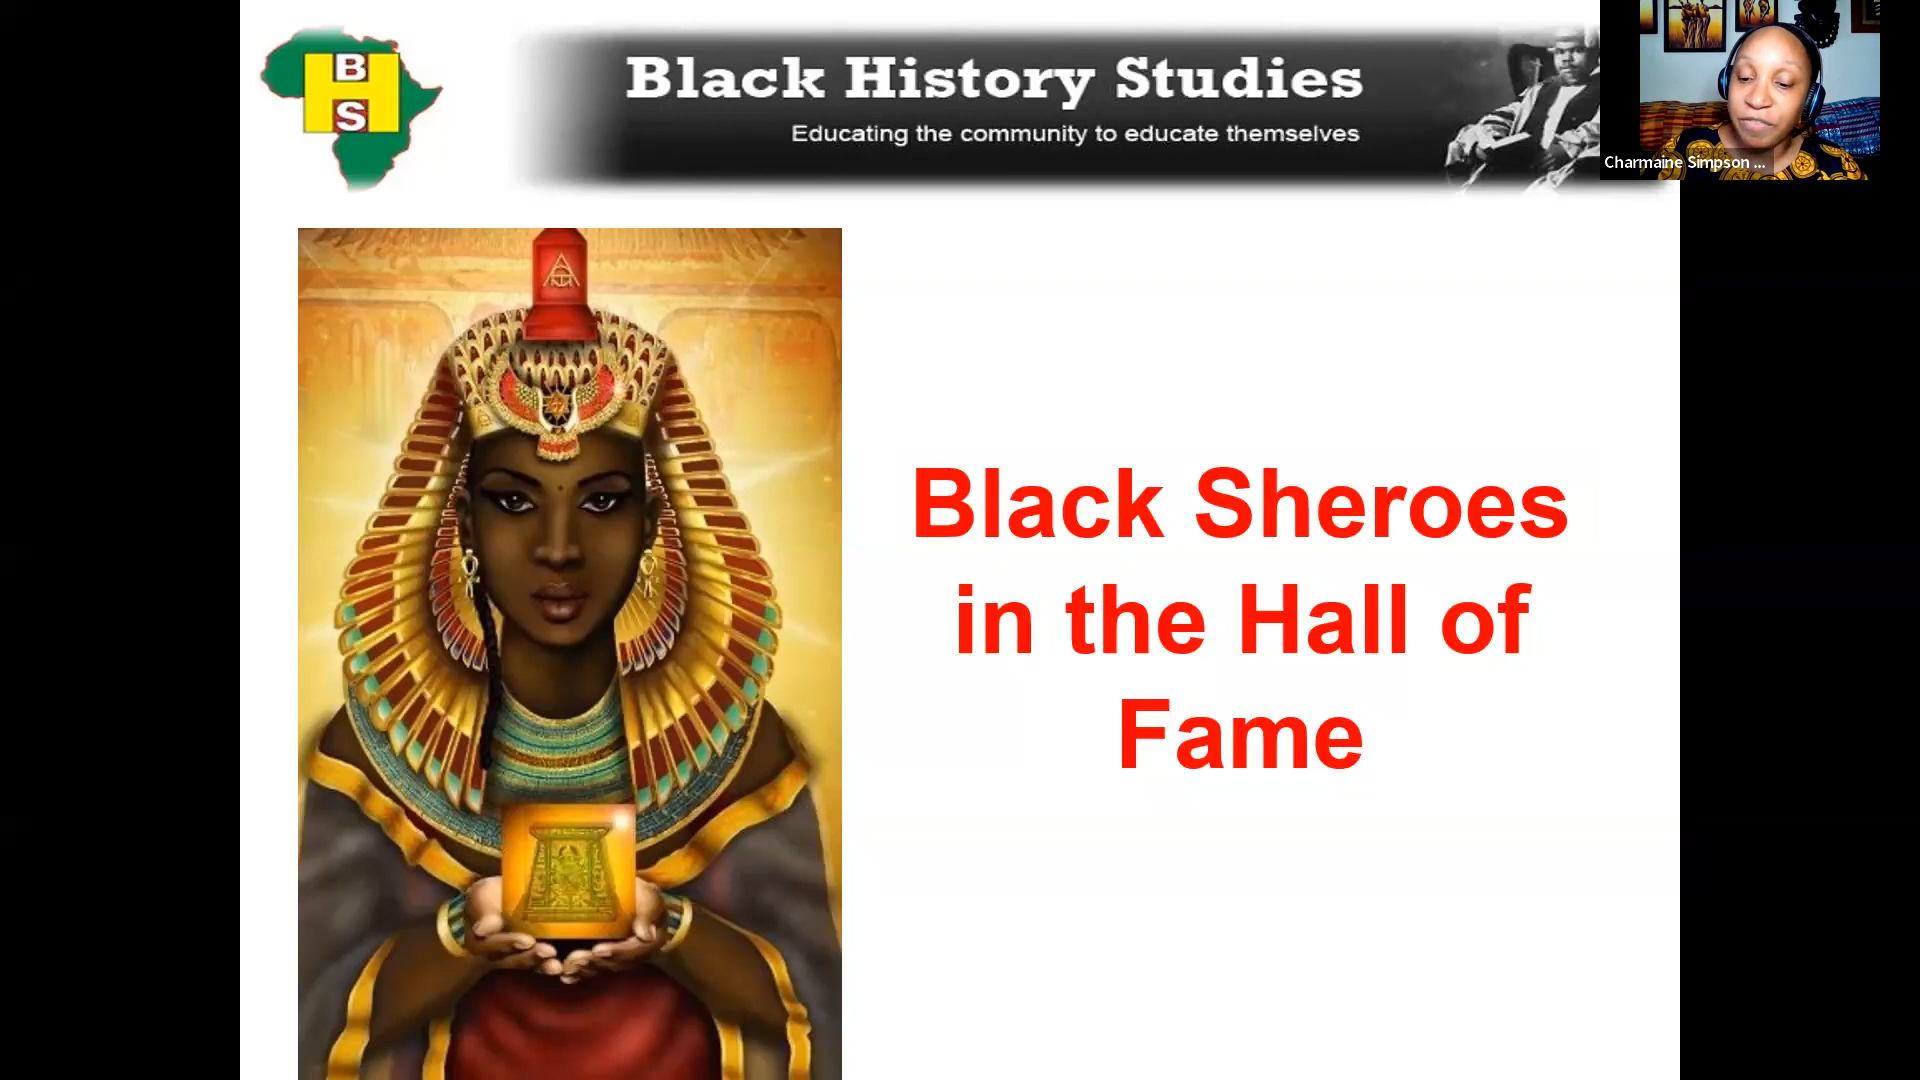 B
H
S
Black History Studies
Educating the community to educate themselves
Charmaine Simpson ...
Black Sheroes
in the Hall of
Fame